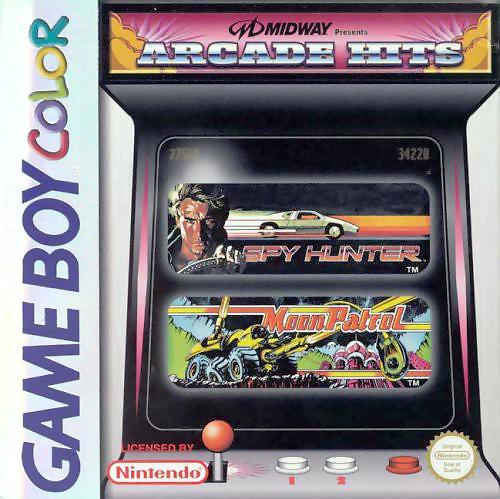 GAME BOY COLOR
MIDWAY Presents
ARCADE HITS
34220
SPY HUNTER
TM
Moon Patrol
TM
LICENSED BY
Nintendo
1 2
Original
Nintendo
Seal of
Quality